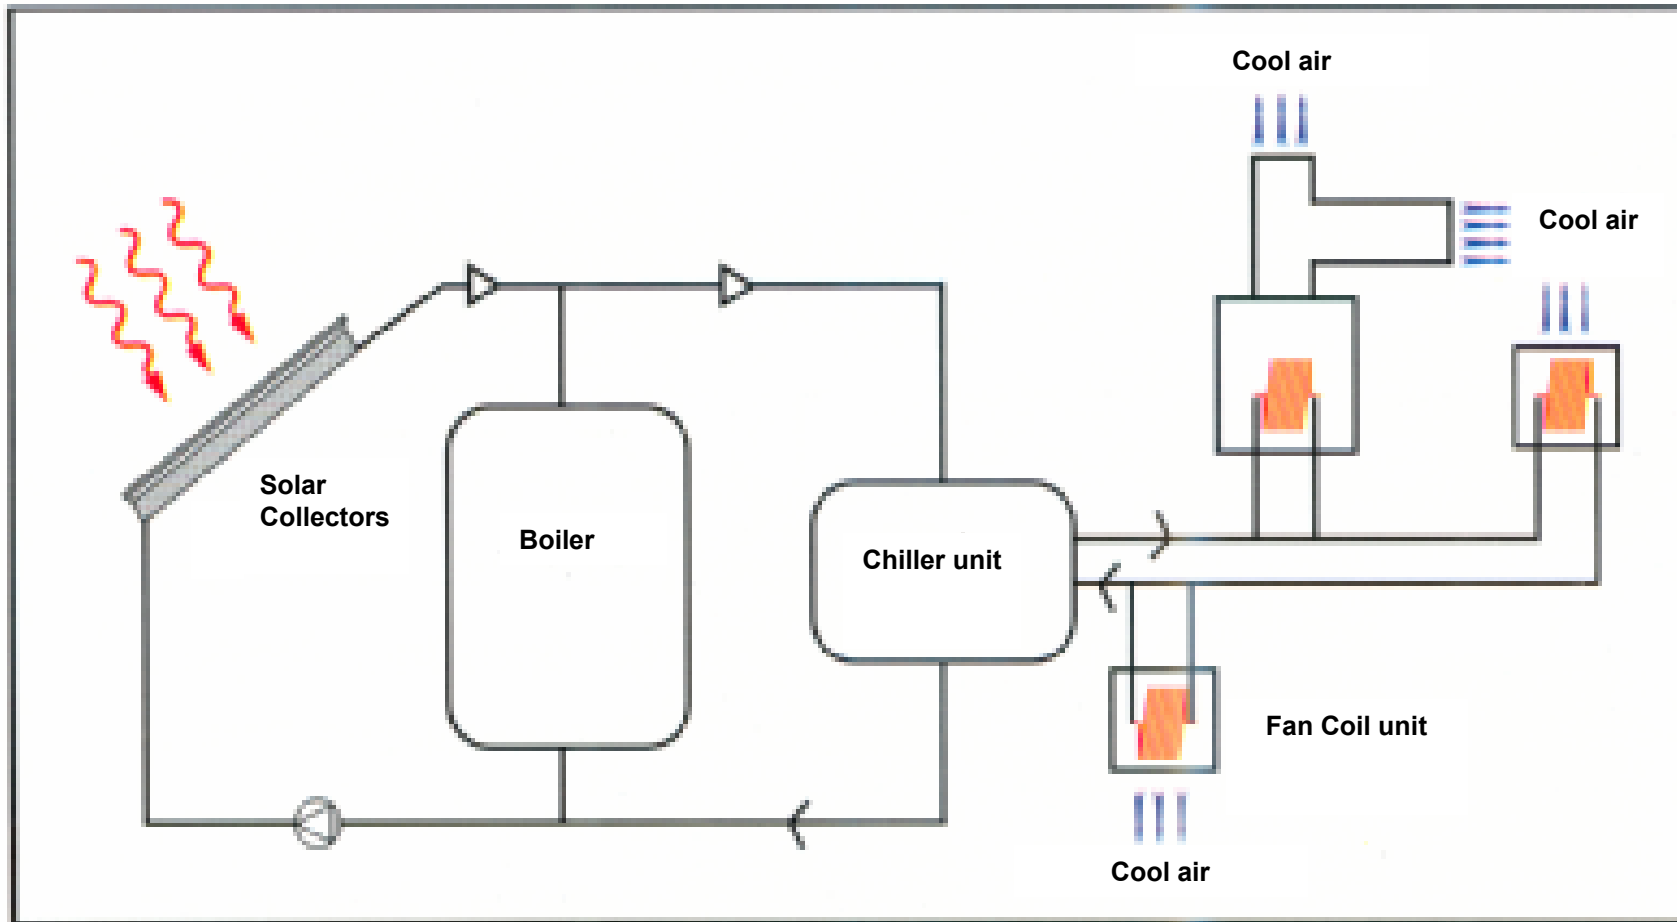 Cool air
Cool air
Solar
Collectors
Boiler
Chiller unit
Fan Coil unit
Cool air